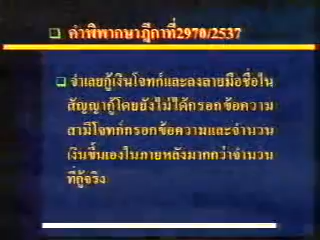 คำพิพากษาฎีกาที่2970/2537
จำเลยกู้เงินโจทก์และลงลายมือชื่อใน
สัญญากู้โดยยังไม่ได้กรอกข้อความ
สามีโจทก์กรอกข้อความและจำนวน
เงินขึ้นเองในภายหลังมากกว่าจำนวน
ที่กู้จริง